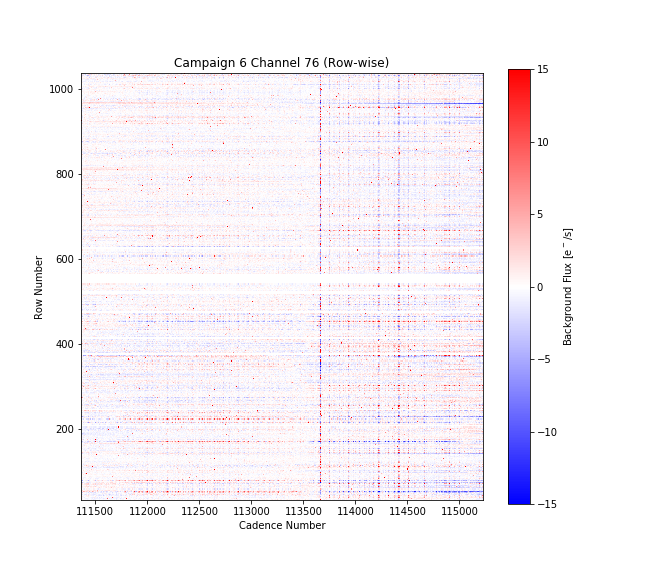 Campaign 6 Channel 76 (Row-wise)
1000
800
600
400
200
Row Number
111500 112000 112500 113000 113500 114000 114500 115000
Cadence Number
15
10
5
0
−5
−10
−15
Background Flux [e⁻/s]